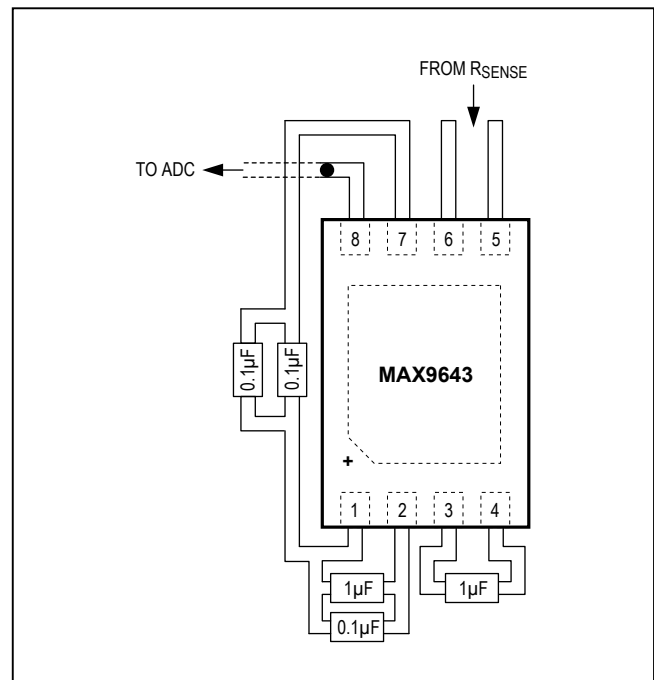 FROM RSENSE
TO ADC
8 7 6 5
0.1µF 0.1µF
MAX9643
+
1 2 3 4
1µF 1µF
0.1µF